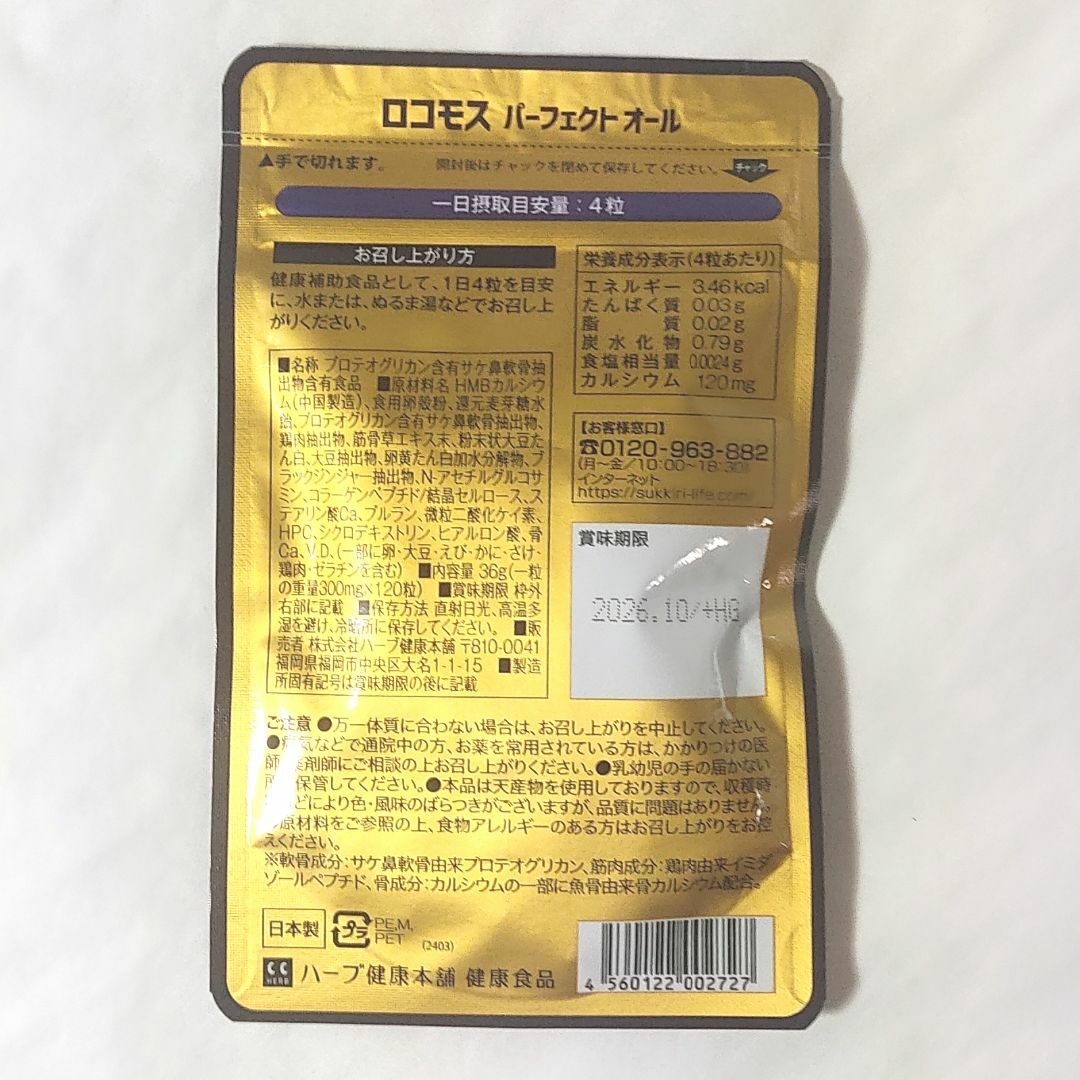 ロコモス パーフェクト オール
▲手で切れます。
開封後はチャックを閉めて保存してください。
チャック
一日摂取目安量:4粒
お召し上がり方
健康補助食品として、1日4粒を目安
に、水または、ぬるま湯などでお召し上
がりください。
■名称 プロテオグリカン含有サケ鼻軟骨抽
出物含有食品 ■原材料名 HMBカルシウ
ム(中国製造)、食用卵殻粉、還元麦芽糖水
飴、プロテオグリカン含有サケ鼻軟骨抽出物、
鶏肉抽出物、筋骨草エキス末、粉末状大豆た
ん白、大豆抽出物、卵黄たん白加水分解物、ブ
ラックジンジャー抽出物、N-アセチルグルコサ
ミン、コラーゲンペプチド/結晶セルロース、ス
テアリン酸Ca、プルラン、微粒二酸化ケイ素、
HPC、シクロデキストリン、ヒアルロン酸、骨
Ca、V.D、(一部に卵・大豆・えび・かに・さけ・
鶏肉・ゼラチンを含む) ■内容量 36g(一粒
の重量300mg×120粒) ■賞味期限 枠外
右部に記載 ■保存方法 直射日光、高温多
湿を避け、冷暗所に保存してください。 ■販
売者 株式会社ハーブ健康本舗 〒810-0041
福岡県福岡市中央区大名1-1-15 ■製造
所固有記号は賞味期限の後に記載
栄養成分表示(4粒あたり)
エネルギー 3.46kcal
たんぱく質 0.03g
脂質 0.02g
炭水化物 0.79g
食塩相当量 0.0024g
カルシウム 120mg
【お客様窓口】
☎0120-963-882
(月~金/10:00~18:30)
インターネット
https://sukkiri-life.com/
賞味期限
2026.10/+HG
ご注意 ●万一体質に合わない場合は、お召し上がりを中止してください。
●病気などで通院中の方、お薬を常用されている方は、かかりつけの医
師・薬剤師にご相談の上お召し上がりください。●乳幼児の手の届かない
保管してください。●本品は天産物を使用しておりますので、収穫時
などにより色・風味のばらつきがございますが、品質に問題はありません。
原材料をご参照の上、食物アレルギーのある方はお召し上がりをお控
えください。
※軟骨成分:サケ鼻軟骨由来プロテオグリカン、筋肉成分:鶏肉由来イミダ
ゾールペプチド、骨成分:カルシウムの一部に魚骨由来骨カルシウム配合。
日本製
プラ
PE,M,
PET
(2403)
CC
HERB
ハーブ健康本舗 健康食品
4 560122 002727